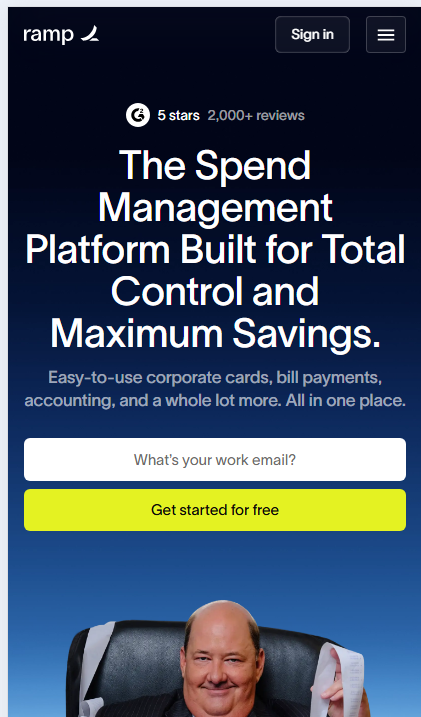 ramp
Sign in
5 stars 2,000+ reviews
The Spend
Management
Platform Built for Total
Control and
Maximum Savings.
Easy-to-use corporate cards, bill payments,
accounting, and a whole lot more. All in one place.
What's your work email?
Get started for free